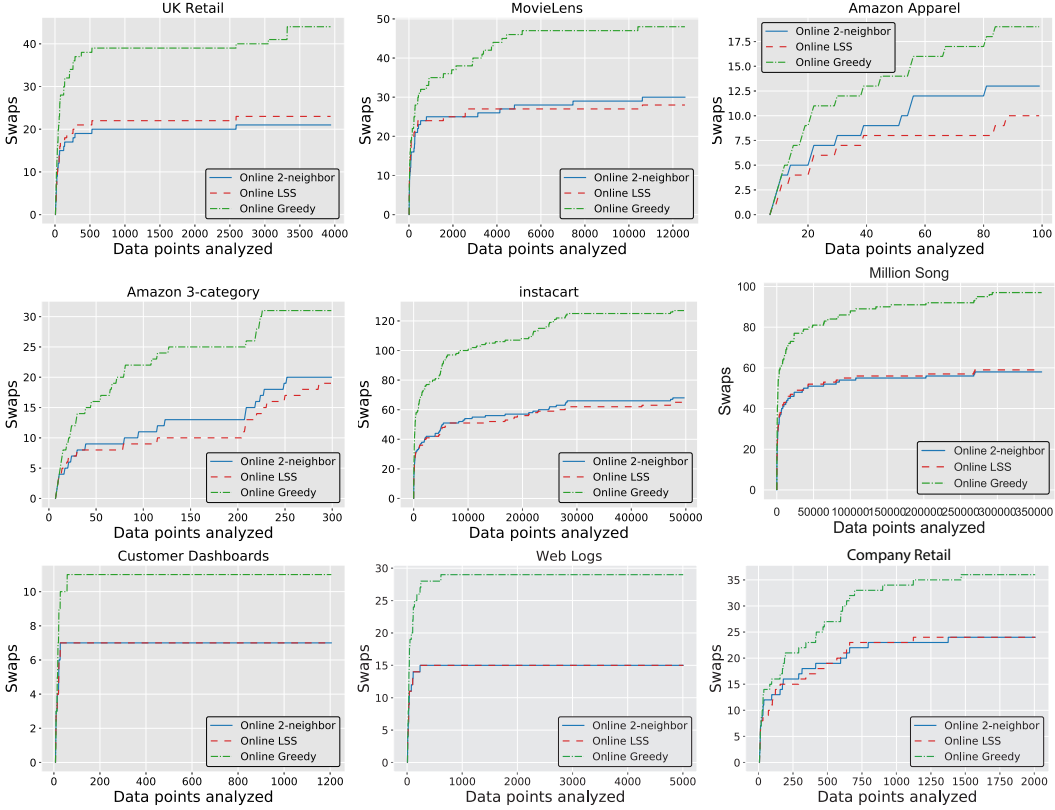 UK Retail
40
30
20
10
0
Swaps
0 500 1000 1500 2000 2500 3000 3500 4000
Data points analyzed
Online 2-neighbor
Online LSS
Online Greedy
MovieLens
50
40
30
20
10
0
Swaps
0 2000 4000 6000 8000 10000 12000
Data points analyzed
Online 2-neighbor
Online LSS
Online Greedy
Amazon Apparel
17.5
15.0
12.5
10.0
7.5
5.0
2.5
0.0
Swaps
20 40 60 80 100
Data points analyzed
Online 2-neighbor
Online LSS
Online Greedy
Amazon 3-category
30
25
20
15
10
5
0
Swaps
0 50 100 150 200 250 300
Data points analyzed
Online 2-neighbor
Online LSS
Online Greedy
instacart
120
100
80
60
40
20
0
Swaps
0 10000 20000 30000 40000 50000
Data points analyzed
Online 2-neighbor
Online LSS
Online Greedy
Million Song
100
80
60
40
20
0
Swaps
0 50000 100000 150000 200000 250000 300000 350000
Data points analyzed
Online 2-neighbor
Online LSS
Online Greedy
Customer Dashboards
10
8
6
4
2
0
Swaps
0 200 400 600 800 1000 1200
Data points analyzed
Online 2-neighbor
Online LSS
Online Greedy
Web Logs
30
25
20
15
10
5
0
Swaps
0 1000 2000 3000 4000 5000
Data points analyzed
Online 2-neighbor
Online LSS
Online Greedy
Company Retail
35
30
25
20
15
10
5
0
Swaps
0 250 500 750 1000 1250 1500 1750 2000
Data points analyzed
Online 2-neighbor
Online LSS
Online Greedy